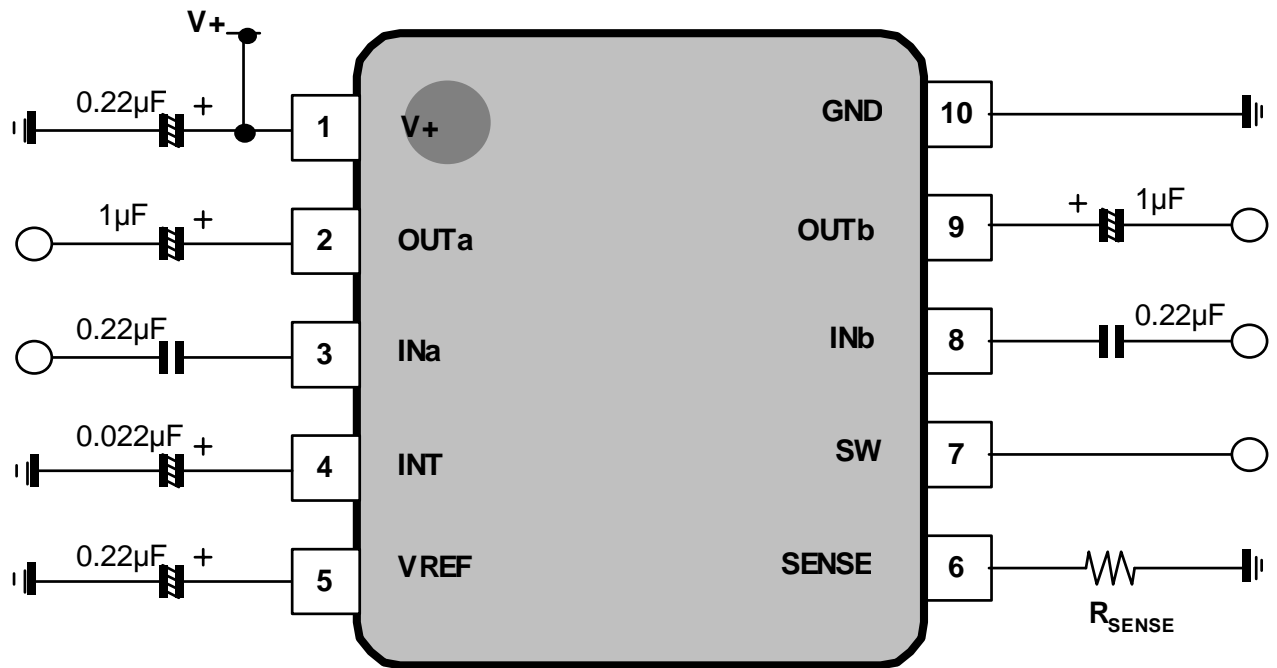 V+
0.22µF +
1
V+
GND
10
1µF +
2
OUTa
OUTb
9
+ 1µF
0.22µF
3
INa
INb
8
0.22µF
0.022µF +
4
INT
SW
7
0.22µF +
5
VREF
SENSE
6
RSENSE